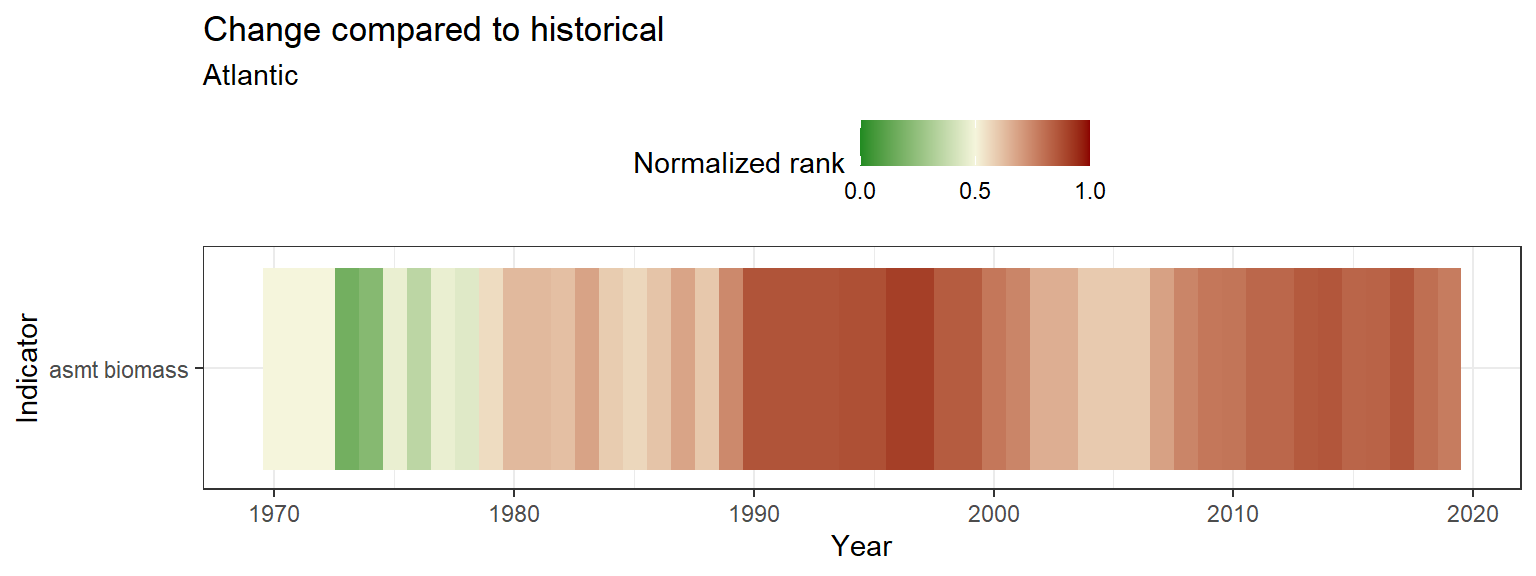 Change compared to historical
Atlantic
Normalized rank
0.0 0.5 1.0
Indicator
asmt biomass
1970 1980 1990 2000 2010 2020
Year